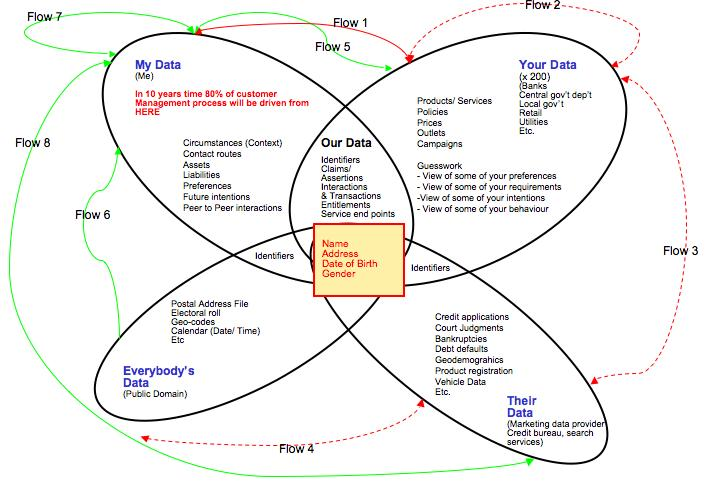 Flow 7
Flow 1
Flow 2
Flow 5
My Data
(Me)
In 10 years time 80% of customer
Management process will be driven from
HERE
Your Data
(x 200)
(Banks
Central gov't dep't
Local gov't
Retail
Utilities
Etc.
Products/ Services
Policies
Prices
Outlets
Campaigns
Guesswork
- View of some of your preferences
- View of some of your requirements
-View of some of your intentions
- View of some of your behaviour
Flow 8
Circumstances (Context)
Contact routes
Assets
Liabilities
Preferences
Future intentions
Peer to Peer interactions
Our Data
Identifiers
Claims/
Assertions
Interactions
& Transactions
Entitlements
Service end points
Flow 6
Flow 3
Name
Address
Date of Birth
Gender
Identifiers
Identifiers
Postal Address File
Electoral roll
Geo-codes
Calendar (Date/ Time)
Etc
Everybody's
Data
(Public Domain)
Credit applications
Court Judgments
Bankruptcies
Debt defaults
Geodemograhics
Product registration
Vehicle Data
Etc.
Their
Data
(Marketing data provider
Credit bureau, search
services)
Flow 4